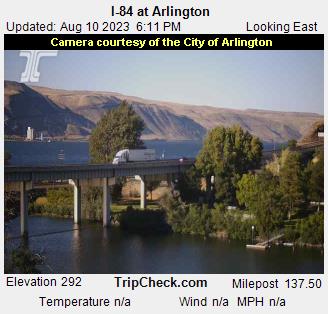 I-84 at Arlington
Updated: Aug 10 2023 6:11 PM Looking East
Camera courtesy of the City of Arlington
Elevation 292 TripCheck.com Milepost 137.50
Temperature n/a Wind n/a MPH n/a